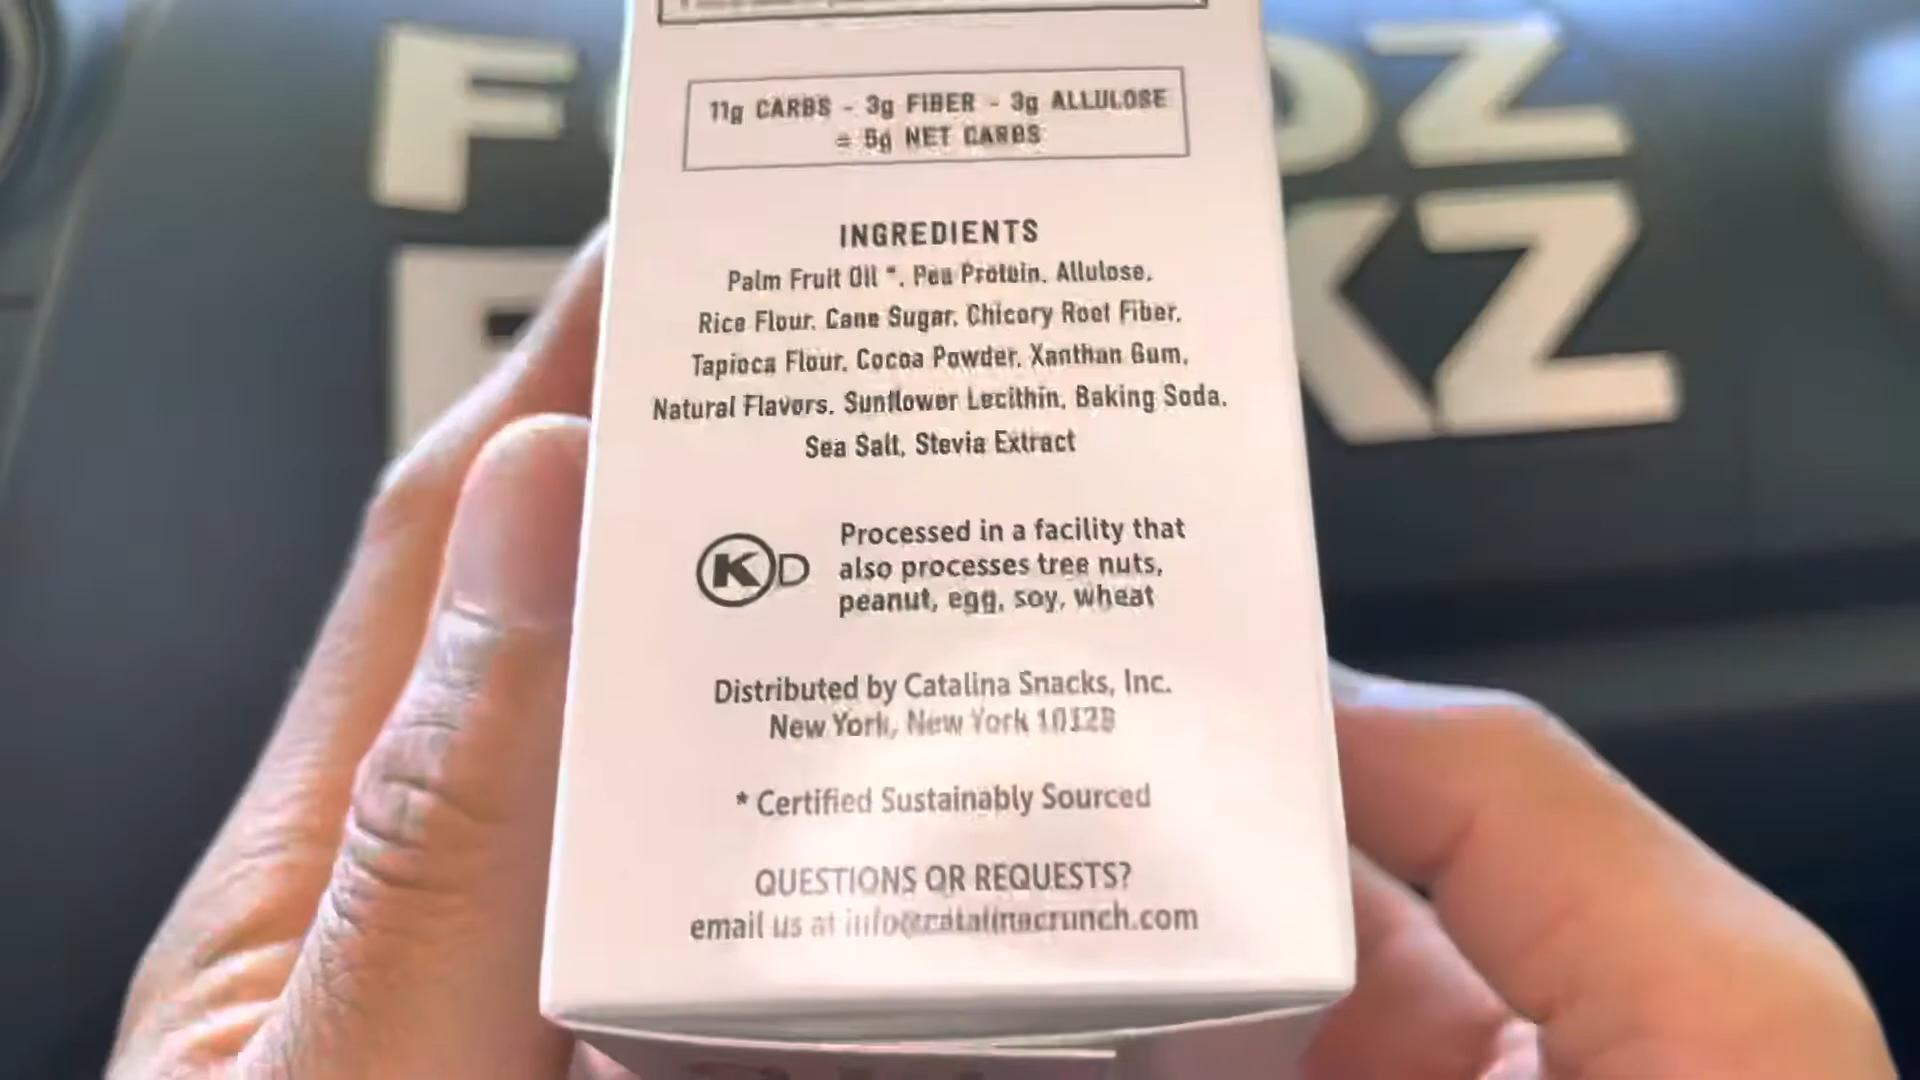 11g CARBS - 3g FIBER - 3g ALLULOSE
= 5g NET CARBS
INGREDIENTS
Palm Fruit Oil *, Pea Protein, Allulose,
Rice Flour, Cane Sugar, Chicory Root Fiber,
Tapioca Flour, Cocoa Powder, Xanthan Gum,
Natural Flavors, Sunflower Lecithin, Baking Soda,
Sea Salt, Stevia Extract
K D
Processed in a facility that
also processes tree nuts,
peanut, egg, soy, wheat
Distributed by Catalina Snacks, Inc.
New York, New York
* Certified Sustainably Sourced
QUESTIONS OR REQUESTS?
email us at info@catalinacrunch.com